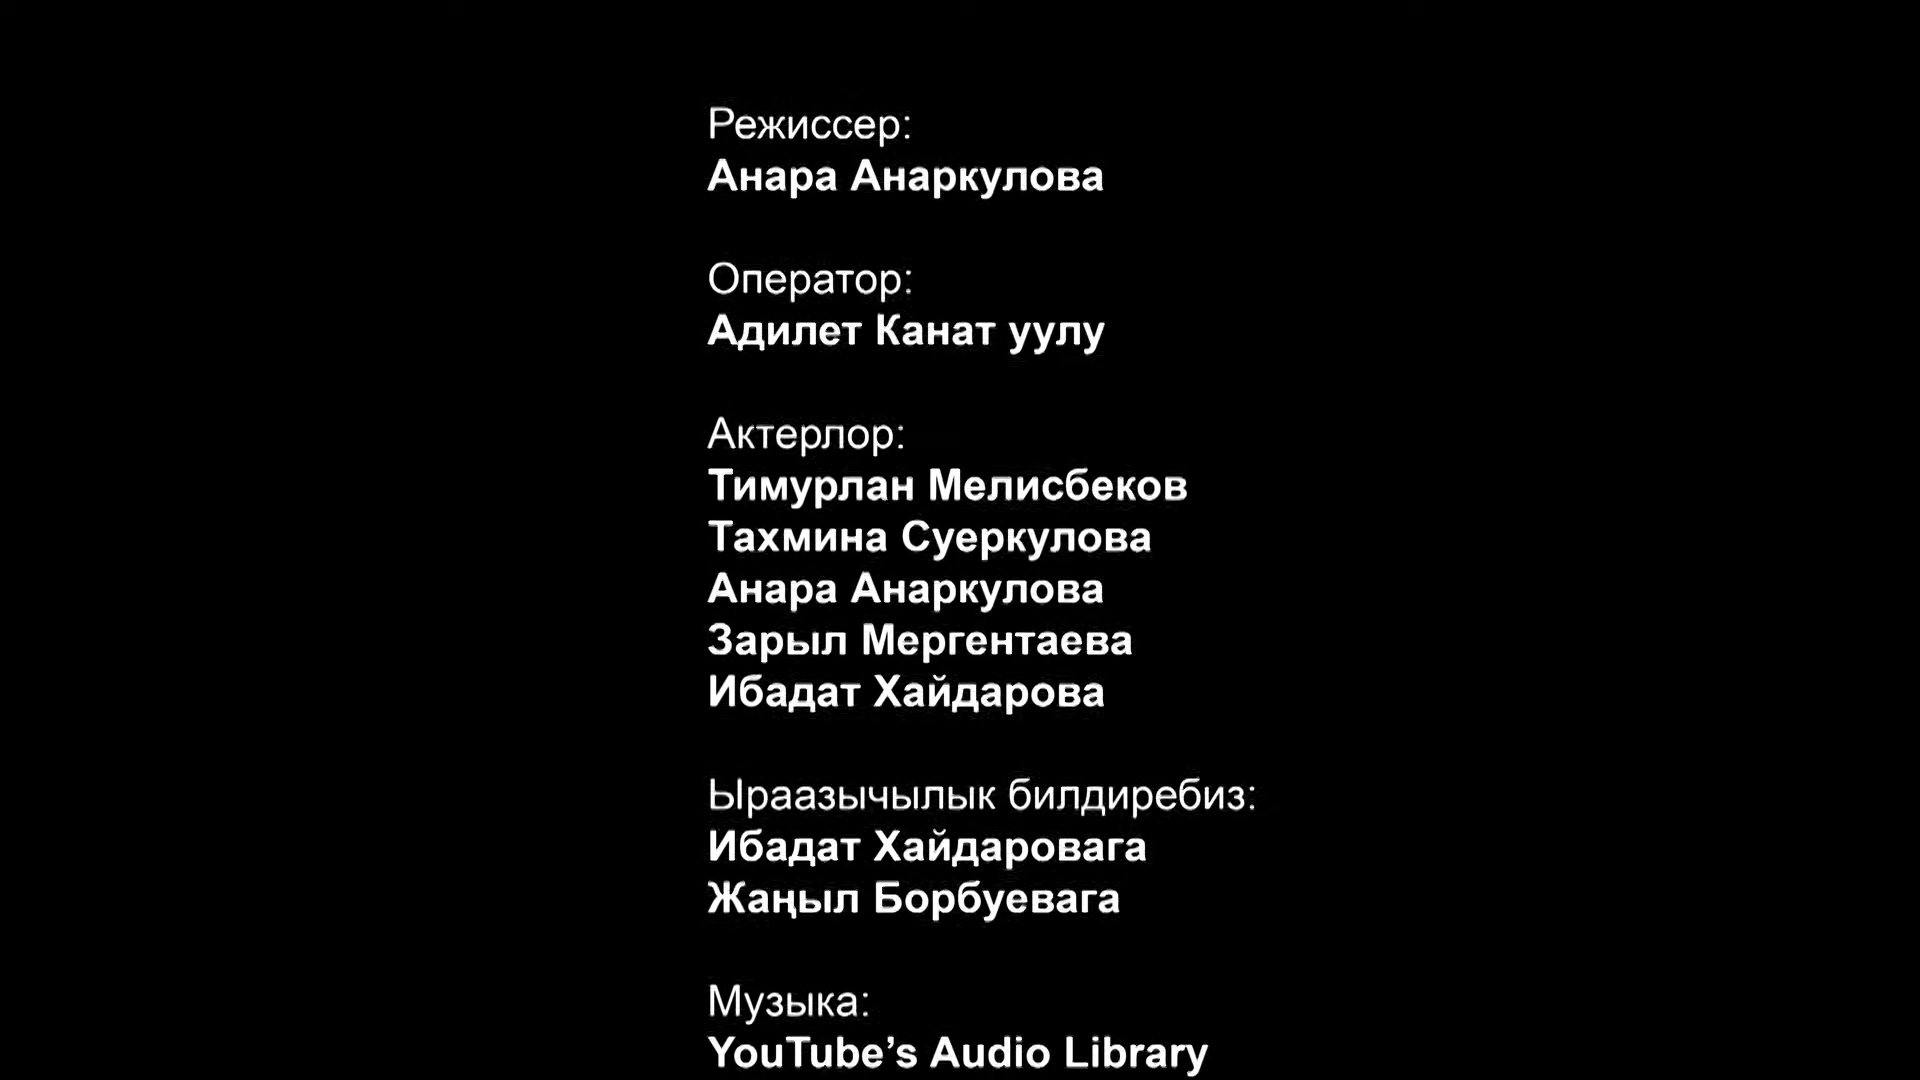 Режиссер:
Анара Анаркулова
Оператор:
Адилет Канат уулу
Актерлор:
Тимурлан Мелисбеков
Тахмина Суеркулова
Анара Анаркулова
Зарыл Мергентаева
Ибадат Хайдарова
Ыраазычылык билдиребиз:
Ибадат Хайдаровага
Жаңыл Борбуевага
Музыка:
YouTube’s Audio Library